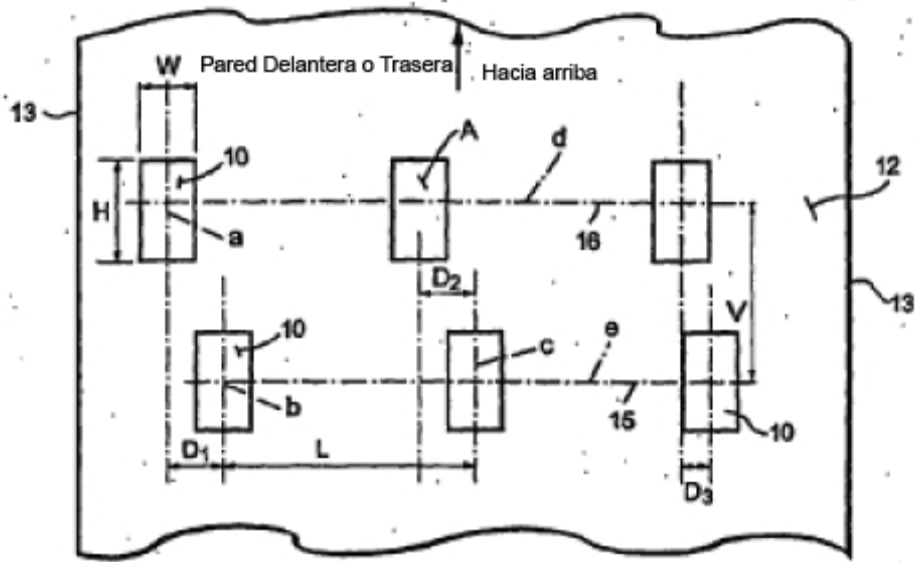 W
Pared Delantera o Trasera
Hacia arriba
13
10
A
d
12
H
a
16
D2
13
V
10
c
e
b
15
10
D1
L
D3